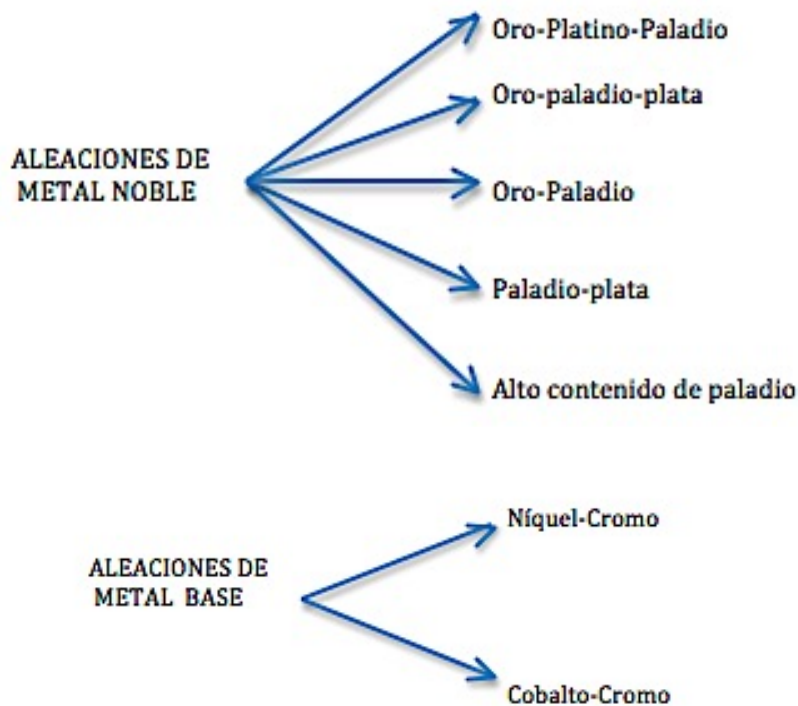 Oro-Platino-Paladio
Oro-paladio-plata
ALEACIONES DE
METAL NOBLE
Oro-Paladio
Paladio-plata
Alto contenido de paladio
Níquel-Cromo
ALEACIONES DE
METAL BASE
Cobalto-Cromo